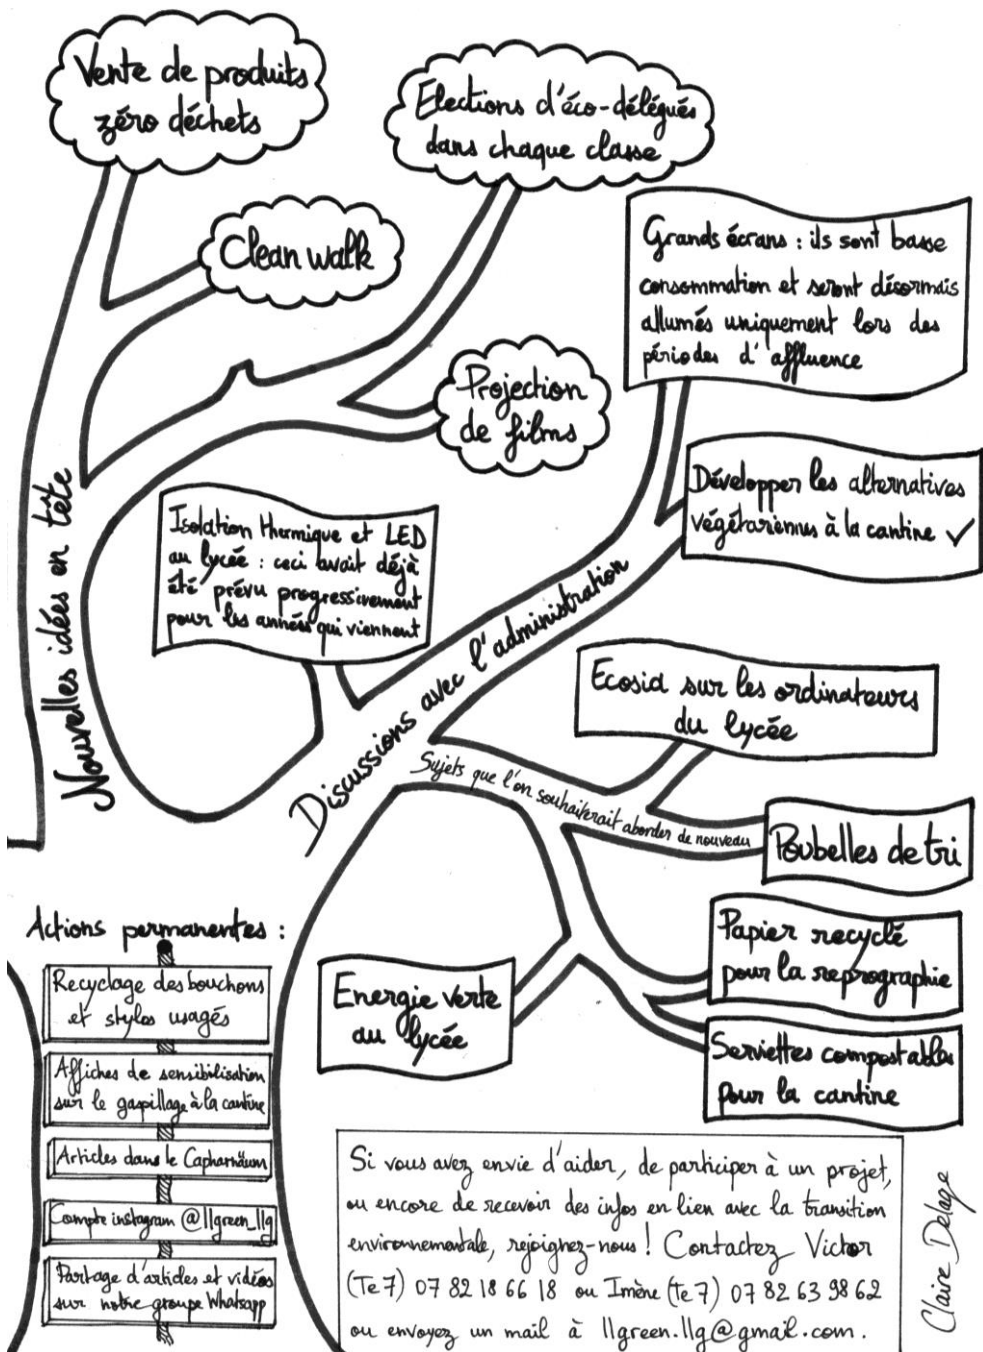 Vente de produits
zéro déchets
Elections d'éco-délégués
dans chaque classe
Clean walk
Grands écrans : ils sont basse
consommation et seront désormais
allumés uniquement lors des
périodes d'affluence
Projection
de films
Nouvelles idées en tête
Développer les alternatives
végétariennes à la cantine ✓
Isolation thermique et LED
au lycée : ceci avait déjà
été prévu progressivement
pour les années qui viennent
Discussions avec l'administration
Ecosia sur les ordinateurs
du lycée
Sujets que l'on souhaiterait aborder de nouveau
Poubelles de tri
Papier recyclé
pour la reprographie
Energie verte
au lycée
Serviettes compostables
pour la cantine
Actions permanentes :
Recyclage des bouchons
et stylos usagés
Affiches de sensibilisation
sur le gaspillage à la cantine
Articles dans le Capharnäum
Compte instagram @llgreen_llg
Partage d'articles et vidéos
sur notre groupe Whatsapp
Si vous avez envie d'aider, de participer à un projet,
ou encore de recevoir des infos en lien avec la transition
environnementale, rejoignez-nous ! Contactez Victor
(Te7) 07 82 18 66 18 ou Imène (te7) 07 82 63 98 62
ou envoyez un mail à llgreen.llg@gmail.com.
Claire Delage